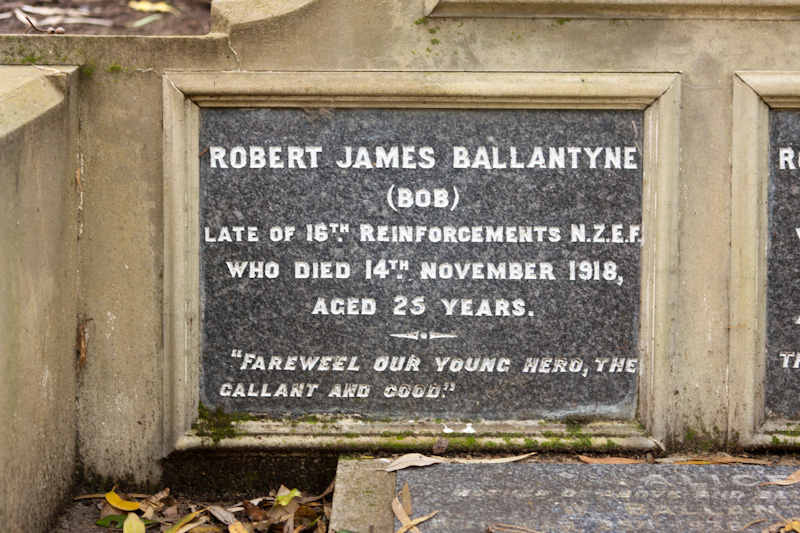 ROBERT JAMES BALLANTYNE
(BOB)
LATE OF 16TH. REINFORCEMENTS N.Z.E.F.
WHO DIED 14TH. NOVEMBER 1918,
AGED 25 YEARS.
"FAREWEEL OUR YOUNG HERO, THE
GALLANT AND GOOD."